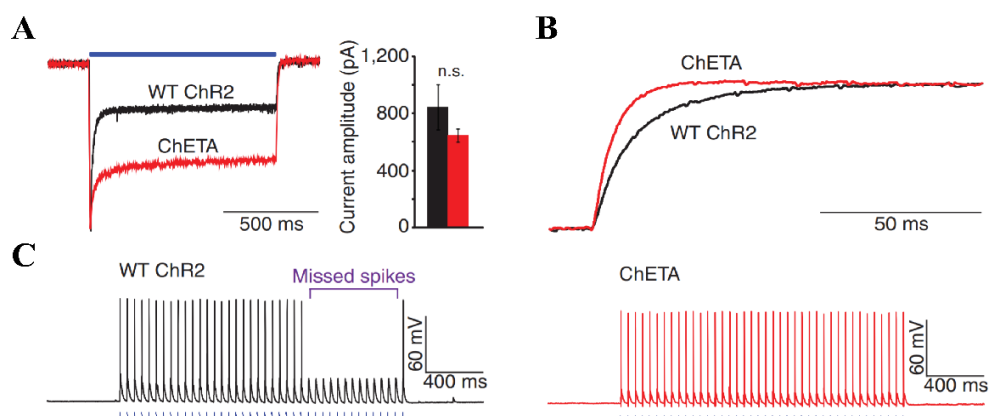 A
WT ChR2
ChETA
500 ms
Current amplitude (pA)
1,200
n.s.
800
400
0
B
ChETA
WT ChR2
50 ms
C
WT ChR2
Missed spikes
60 mV
400 ms
ChETA
60 mV
400 ms